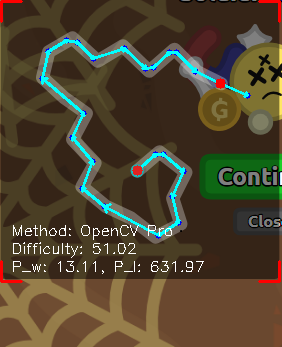 Contin
Clos
G
Method: OpenCV Pro
Difficulty: 51.02
P_w: 13.11, P_l: 631.97